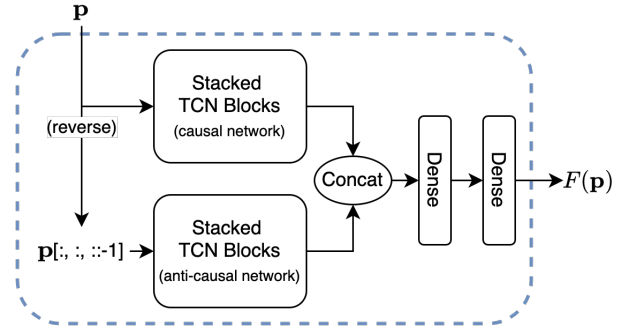 p
Stacked
TCN Blocks
(causal network)
(reverse)
Concat
Dense
Dense
F(p)
p[:, :, ::-1]
Stacked
TCN Blocks
(anti-causal network)